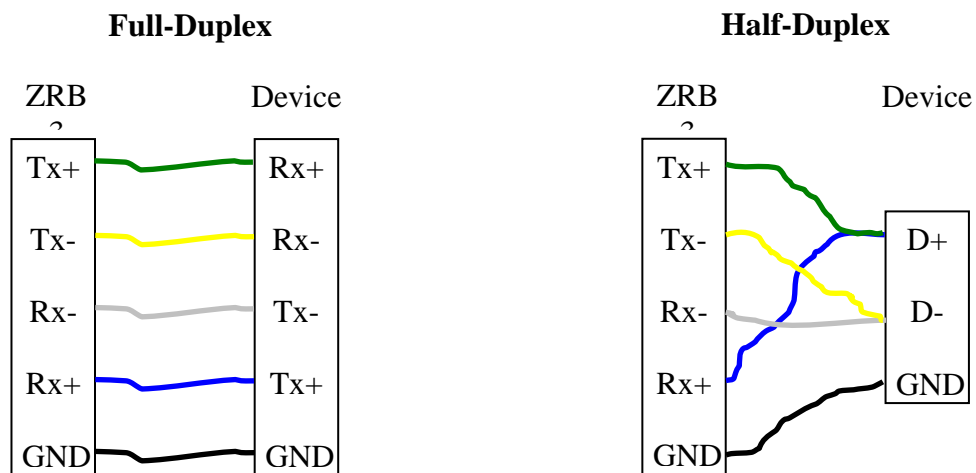 Full-Duplex
ZRB
Device
Tx+
Rx+
Tx-
Rx-
Rx-
Tx-
Rx+
Tx+
GND
GND
Half-Duplex
ZRB
Device
Tx+
Tx-
D+
Rx-
D-
Rx+
GND
GND